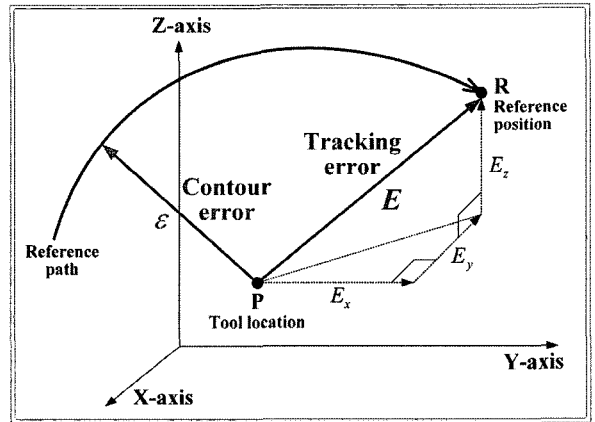 Z-axis
R
Reference
position
Tracking
error
E
E_z
Contour
error
ε
Reference
path
E_y
E_x
P
Tool location
Y-axis
X-axis